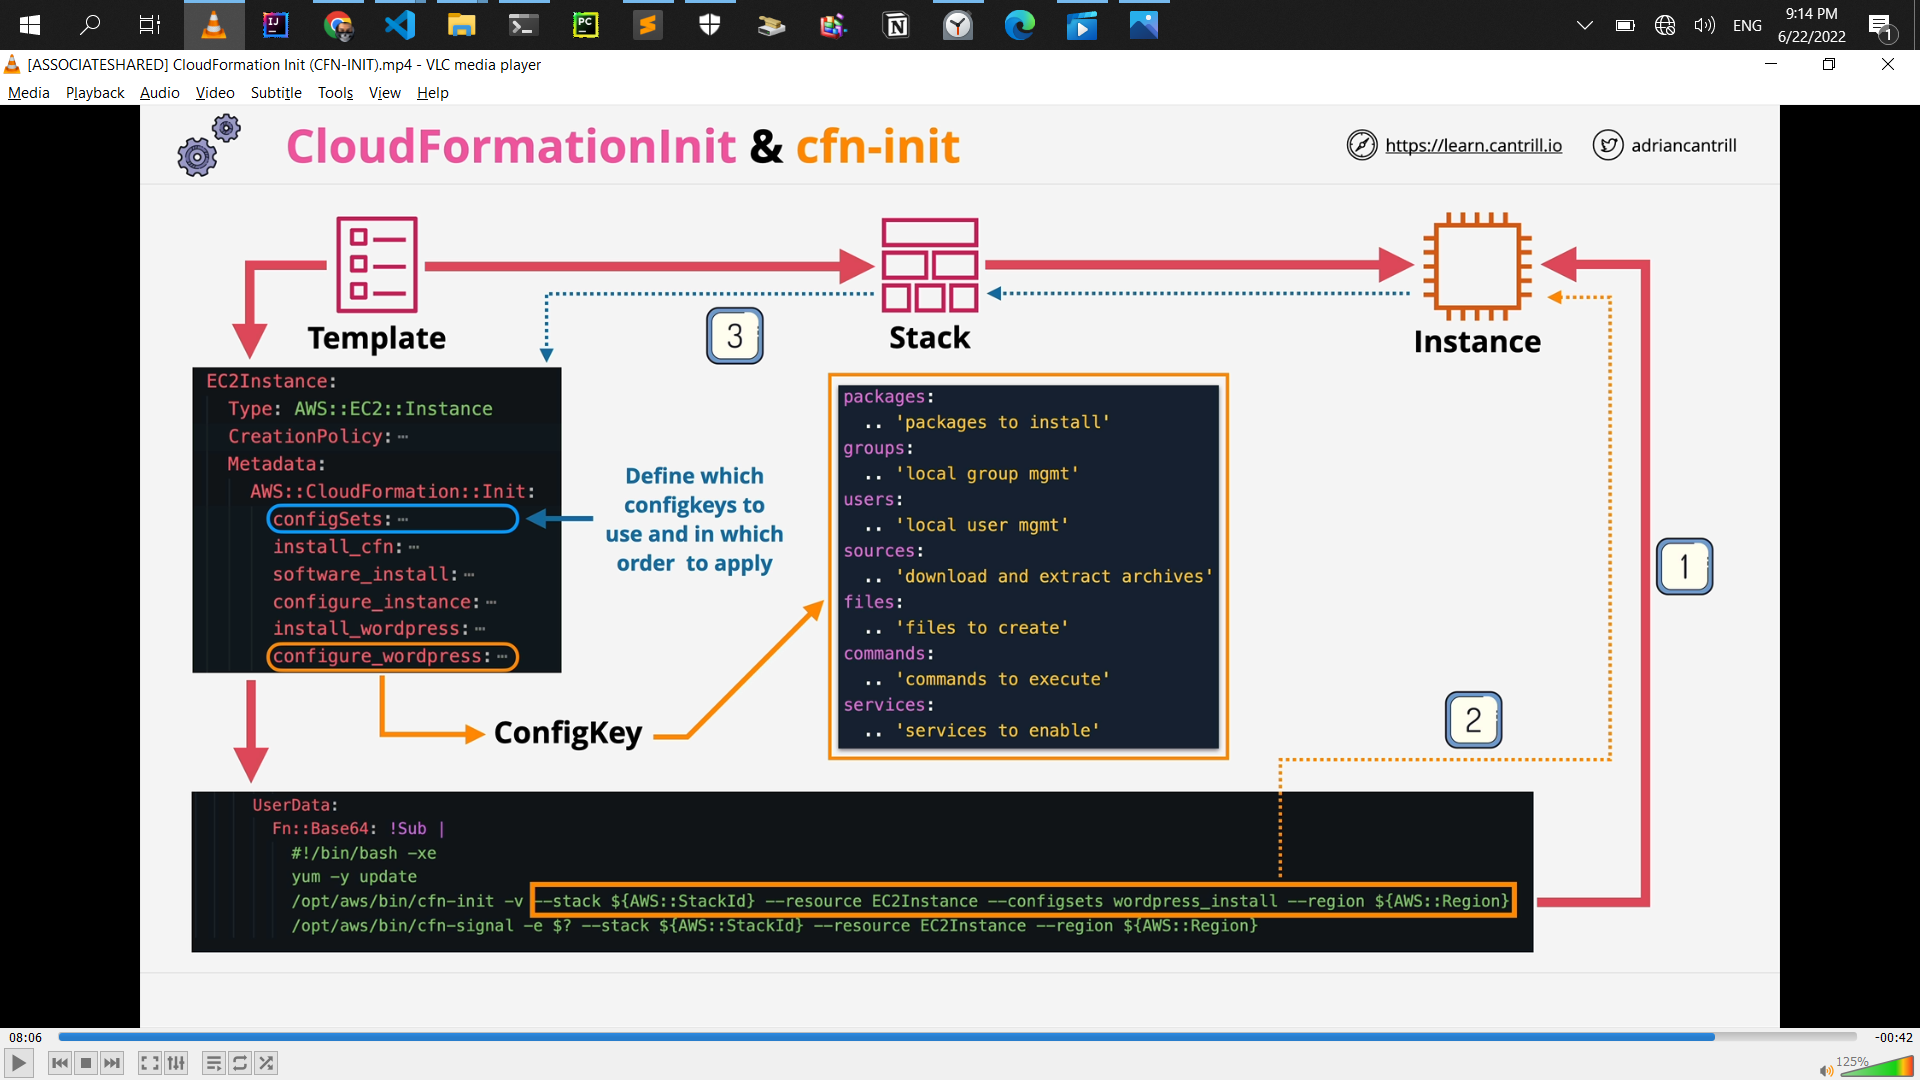 IJ
PC
N
ENG
9:14 PM
6/22/2022
1
[ASSOCIATESHARED] CloudFormation Init (CFN-INIT).mp4 - VLC media player
Media Playback Audio Video Subtitle Tools View Help
CloudFormationInit & cfn-init
https://learn.cantrill.io
adriancantrill
Template
Stack
Instance
3
EC2Instance:
Type: AWS::EC2::Instance
CreationPolicy: ...
Metadata:
AWS::CloudFormation::Init:
configSets: ...
install_cfn: ...
software_install: ...
configure_instance: ...
install_wordpress: ...
configure_wordpress: ...
Define which
configkeys to
use and in which
order to apply
ConfigKey
packages:
.. 'packages to install'
groups:
.. 'local group mgmt'
users:
.. 'local user mgmt'
sources:
.. 'download and extract archives'
files:
.. 'files to create'
commands:
.. 'commands to execute'
services:
.. 'services to enable'
1
2
UserData:
Fn::Base64: !Sub |
#!/bin/bash -xe
yum -y update
/opt/aws/bin/cfn-init -v --stack ${AWS::StackId} --resource EC2Instance --configsets wordpress_install --region ${AWS::Region}
/opt/aws/bin/cfn-signal -e $? --stack ${AWS::StackId} --resource EC2Instance --region ${AWS::Region}
08:06
-00:42
125%